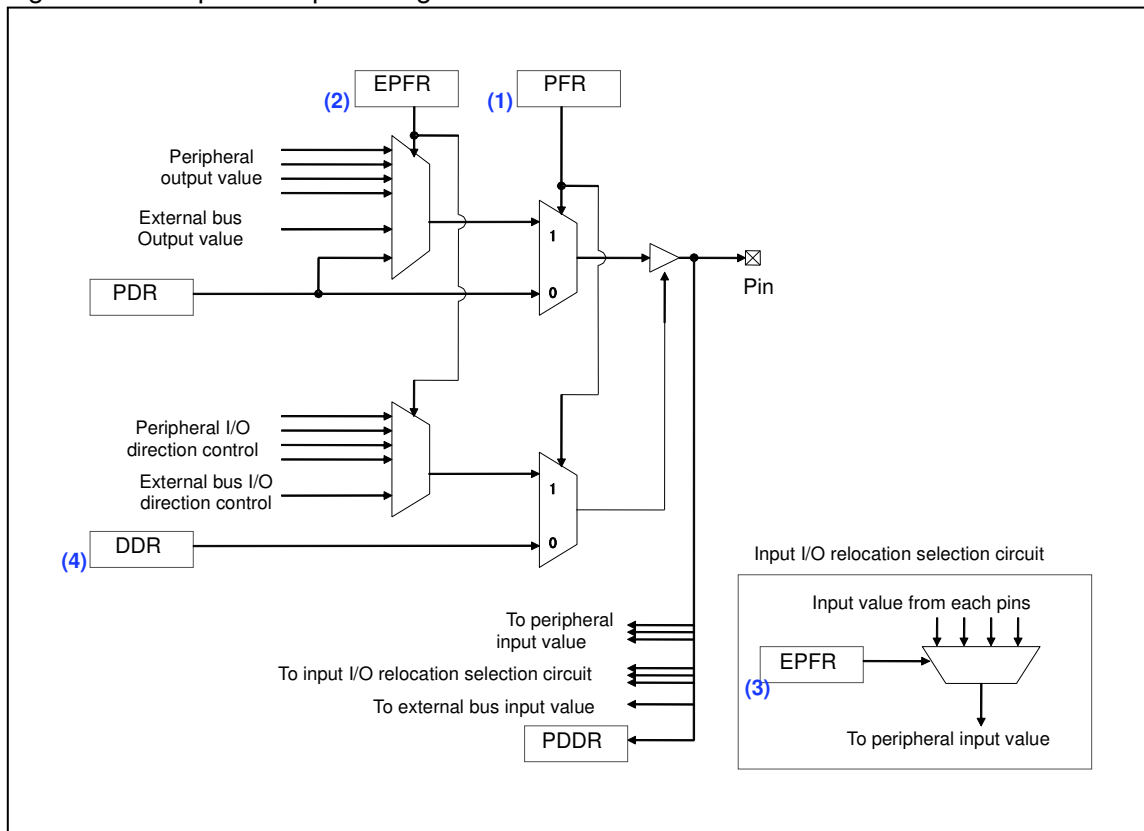 (2)
EPFR
(1)
PFR
Peripheral
output value
External bus
Output value
1
PDR
0
Pin
Peripheral I/O
direction control
External bus I/O
direction control
1
(4)
DDR
0
Input I/O relocation selection circuit
Input value from each pins
EPFR
(3)
To peripheral input value
To peripheral
input value
To input I/O relocation selection circuit
To external bus input value
PDDR